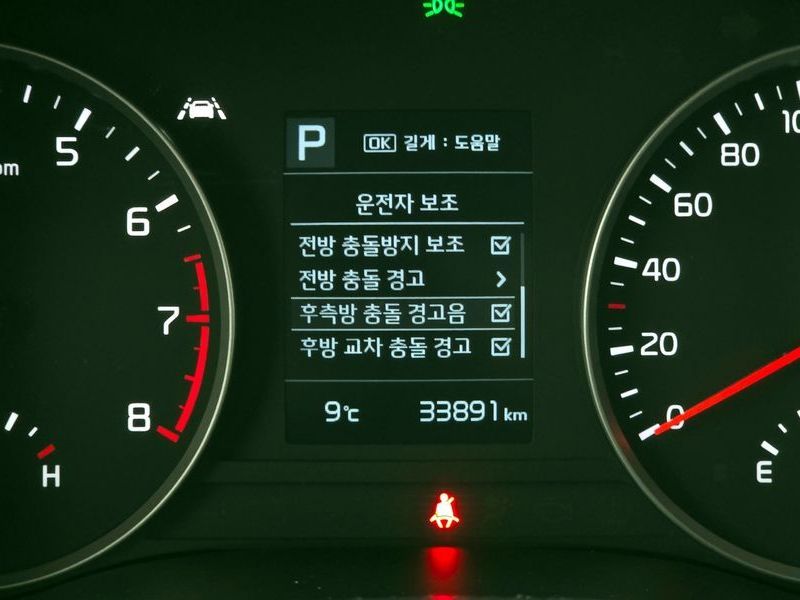 P OK 길게 : 도움말
운전자 보조
전방 충돌방지 보조
전방 충돌 경고
후측방 충돌 경고음
후방 교차 충돌 경고
9℃ 33891 km
5
6
7
8
H
80
60
40
20
0
E